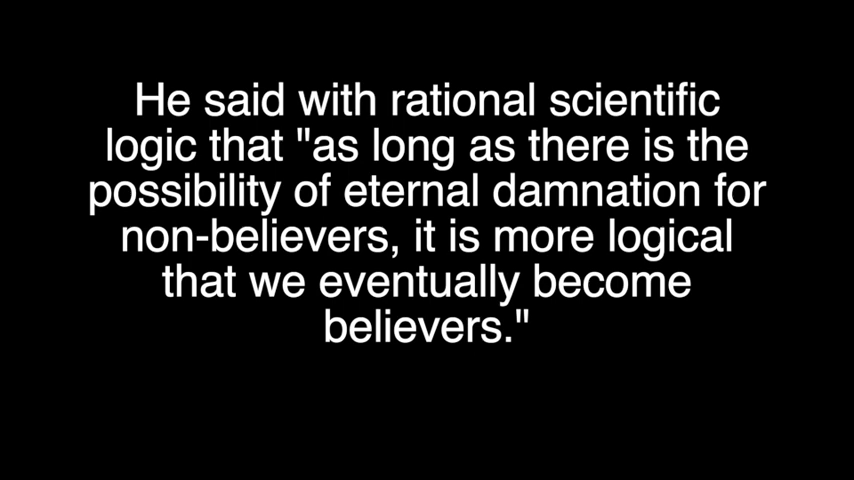 He said with rational scientific
logic that "as long as there is the
possibility of eternal damnation for
non-believers, it is more logical
that we eventually become
believers."